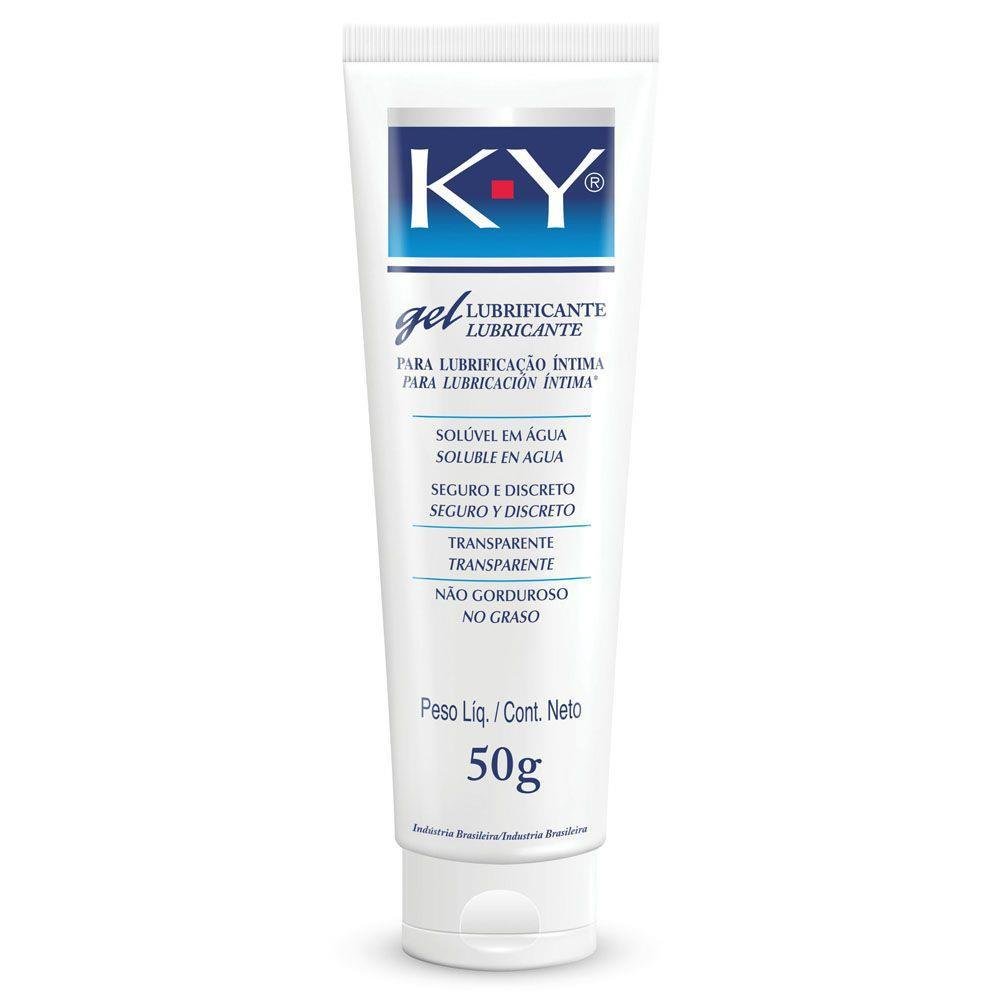 K·Y®
gel LUBRIFICANTE
LUBRICANTE
PARA LUBRIFICAÇÃO ÍNTIMA
PARA LUBRICACIÓN ÍNTIMA*
SOLÚVEL EM ÁGUA
SOLUBLE EN AGUA
SEGURO E DISCRETO
SEGURO Y DISCRETO
TRANSPARENTE
TRANSPARENTE
NÃO GORDUROSO
NO GRASO
Peso Líq. / Cont. Neto
50g
Indústria Brasileira/Industria Brasileira